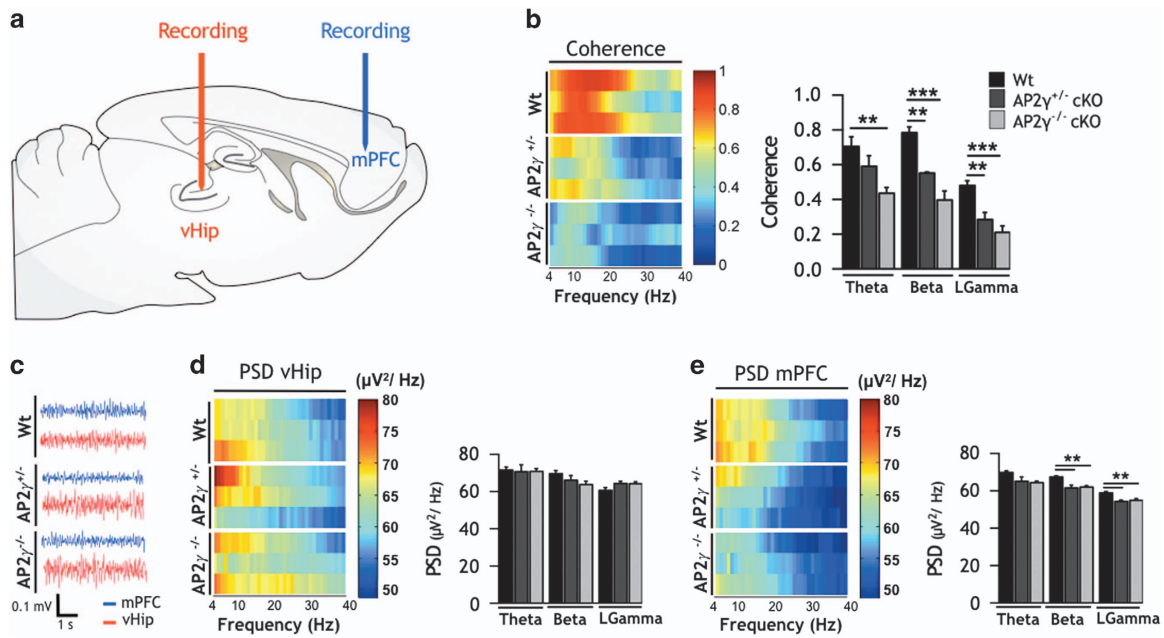 a
Recording
Recording
mPFC
vHip
b
Coherence
Wt
AP2γ+/-
AP2γ-/-
4 10 20 30 40
Frequency (Hz)
1
0.8
0.6
0.4
0.2
0
Coherence
1.0
0.8
0.6
0.4
0.2
0.0
**
***
**
***
**
Theta Beta LGamma
Wt
AP2γ+/- cKO
AP2γ-/- cKO
c
Wt
AP2γ+/-
AP2γ-/-
0.1 mV
1 s
mPFC
vHip
d
PSD vHip
(µV²/ Hz)
Wt
AP2γ+/-
AP2γ-/-
4 10 20 30 40
Frequency (Hz)
80
75
70
65
60
55
50
PSD (µV²/ Hz)
80
60
40
20
0
Theta Beta LGamma
e
PSD mPFC
(µV²/ Hz)
Wt
AP2γ+/-
AP2γ-/-
4 10 20 30 40
Frequency (Hz)
80
75
70
65
60
55
50
PSD (µV²/ Hz)
80
60
40
20
0
**
**
Theta Beta LGamma